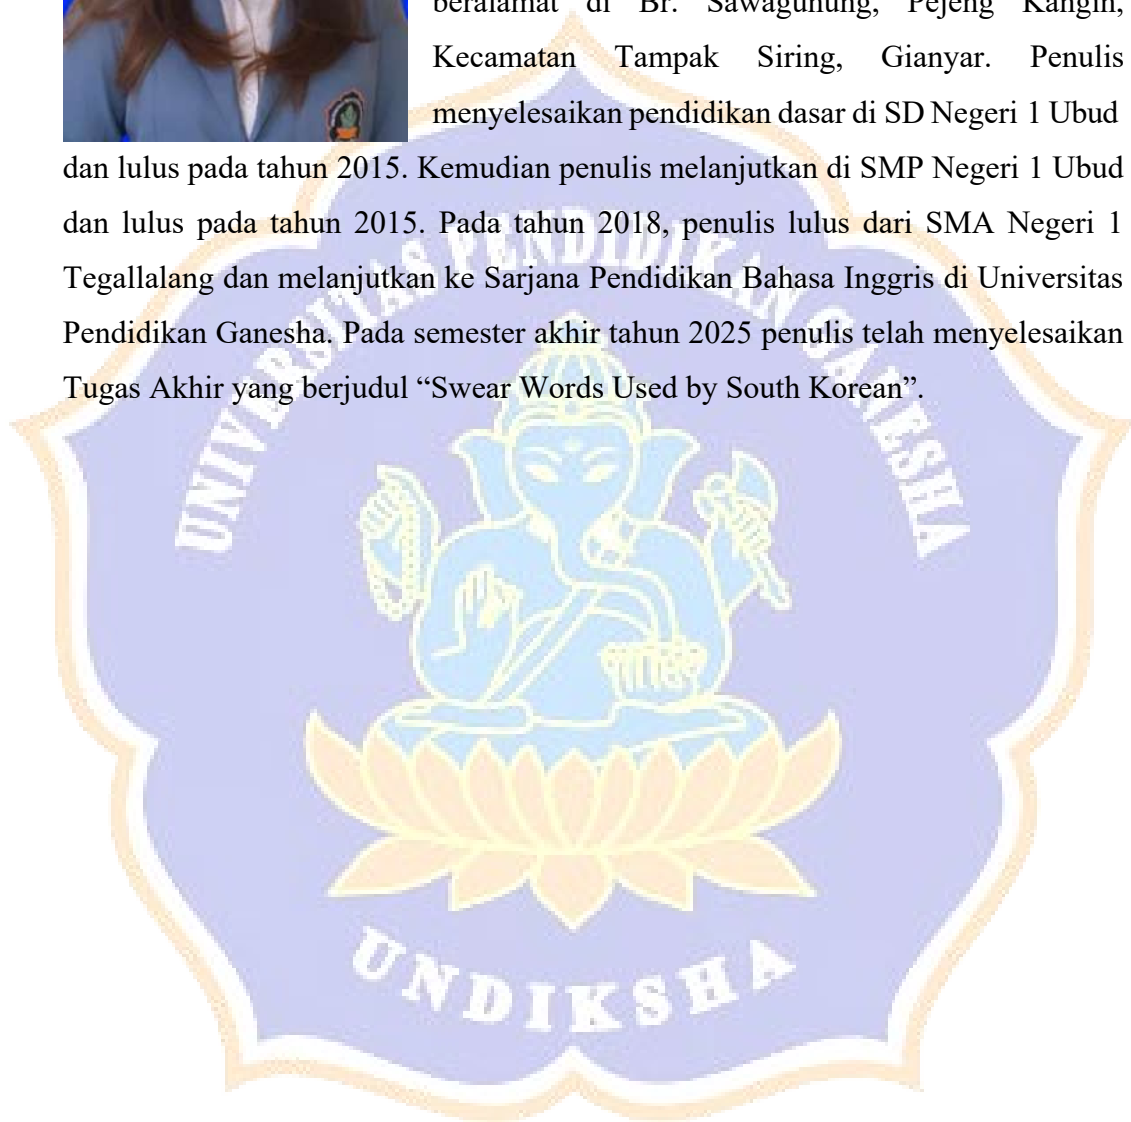 beralamat di Br. Sawagunung, Pejeng Kangin,
Kecamatan Tampak Siring, Gianyar. Penulis
menyelesaikan pendidikan dasar di SD Negeri 1 Ubud
dan lulus pada tahun 2015. Kemudian penulis melanjutkan di SMP Negeri 1 Ubud
dan lulus pada tahun 2015. Pada tahun 2018, penulis lulus dari SMA Negeri 1
Tegallalang dan melanjutkan ke Sarjana Pendidikan Bahasa Inggris di Universitas
Pendidikan Ganesha. Pada semester akhir tahun 2025 penulis telah menyelesaikan
Tugas Akhir yang berjudul “Swear Words Used by South Korean”.
UNIVERSITAS PENDIDIKAN GANESHA
UNDIKSHA